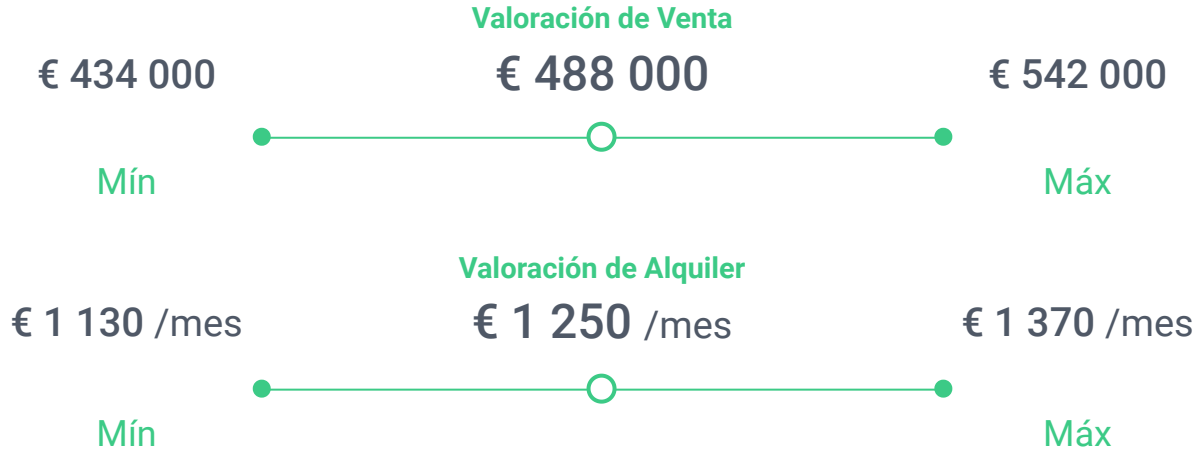 Valoración de Venta
€ 434 000 € 488 000 € 542 000
Mín Máx
Valoración de Alquiler
€ 1 130 /mes € 1 250 /mes € 1 370 /mes
Mín Máx